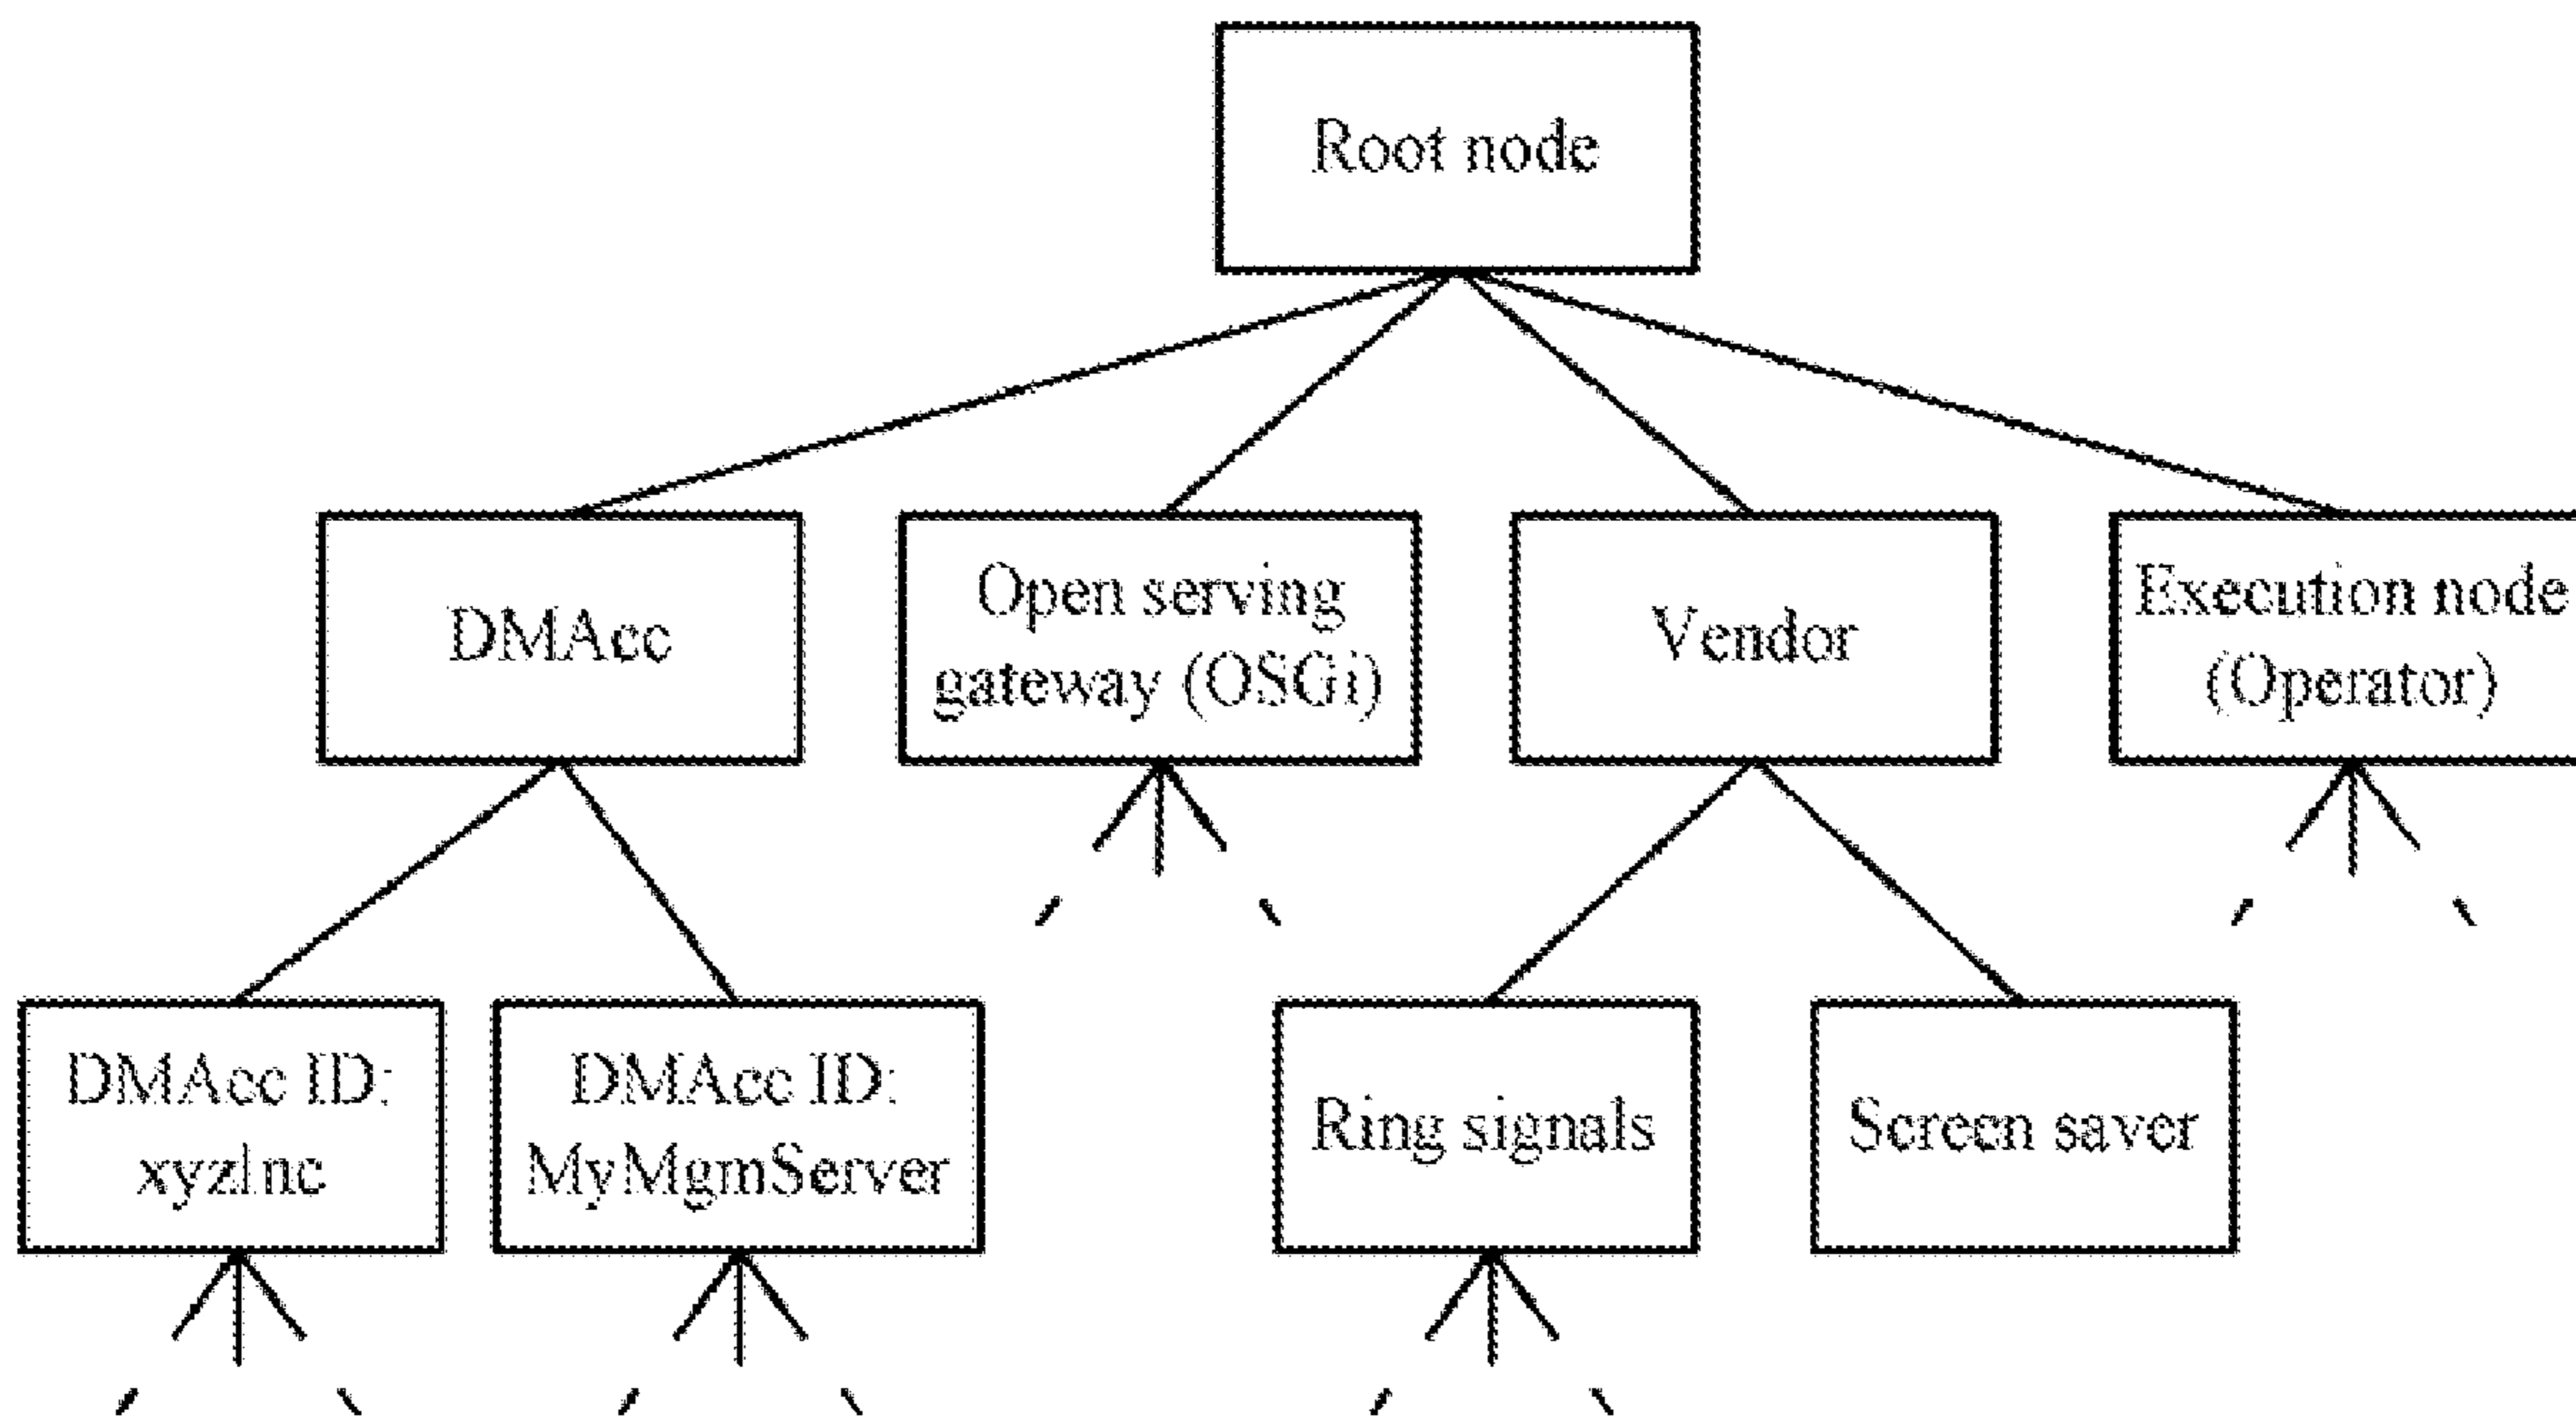 Root node
DMAcc
Open serving
gateway (OSGi)
Vendor
Execution node
(Operator)
DMAcc ID:
xyzInc
DMAcc ID:
MyMgmServer
Ring signals
Screen saver